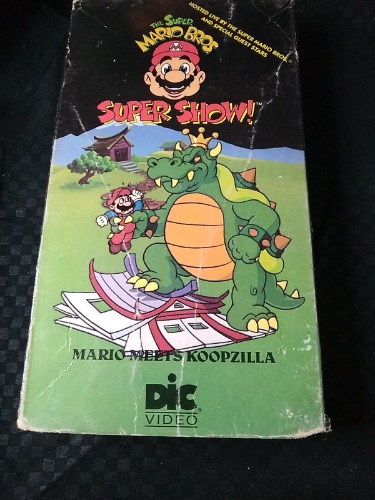 HOSTED LIVE BY THE SUPER MARIO BROS.
AND SPECIAL GUEST STARS
THE SUPER
MARIO BROS
SUPER SHOW!™
MARIO MEETS KOOPZILLA
DIC
VIDEO®